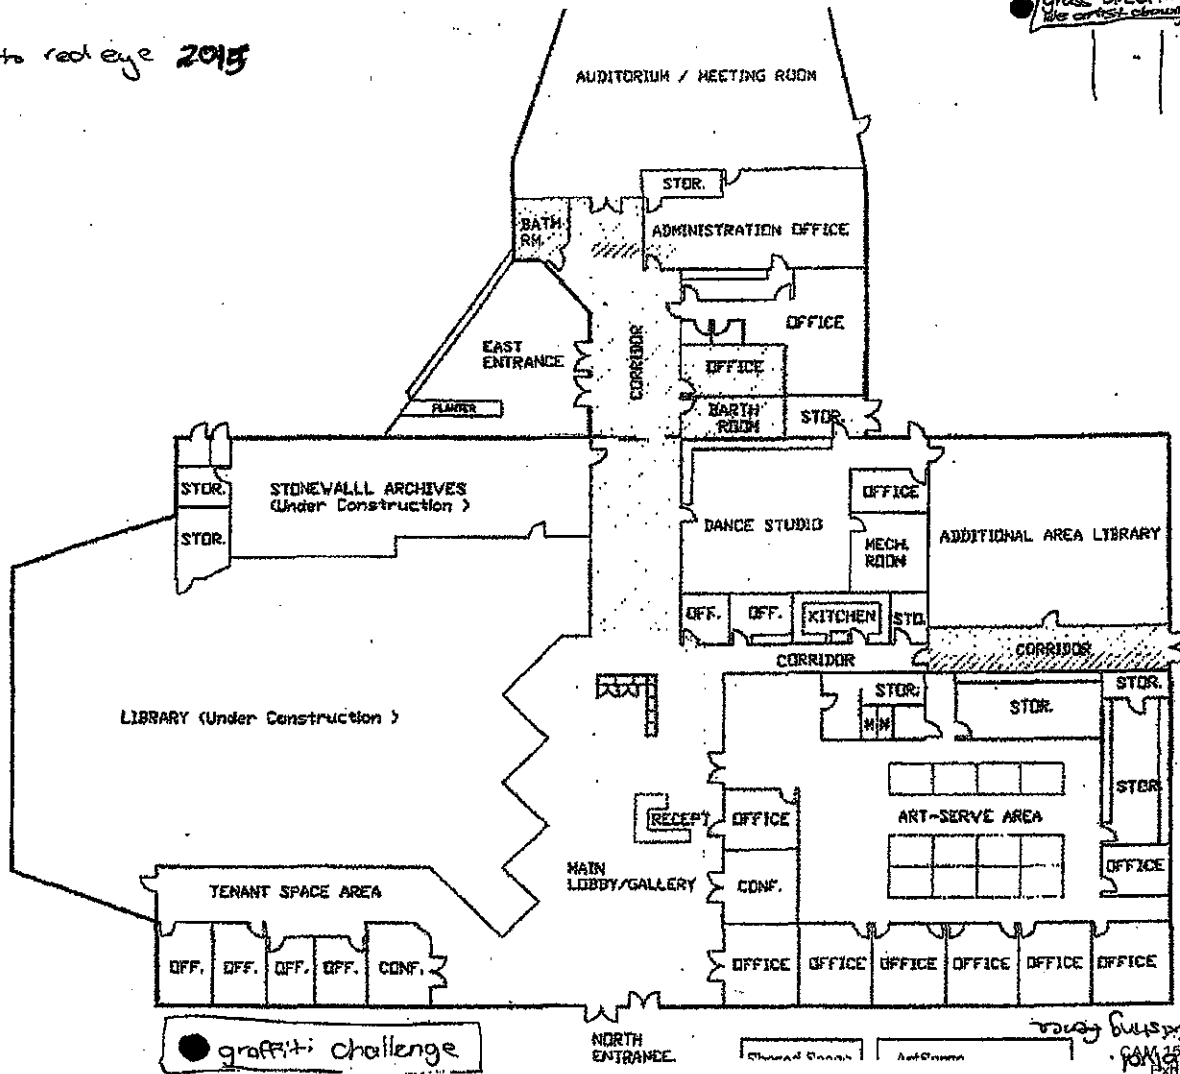 to red eye 2015
AUDITORIUM / MEETING ROOM
STOR.
BATH
RM.
ADMINISTRATION OFFICE
OFFICE
EAST
ENTRANCE
CORRIDOR
OFFICE
PLANTER
BARTH
ROOM
STOR.
STOR.
STONEWALLL ARCHIVES
(Under Construction )
OFFICE
STOR.
DANCE STUDIO
MECH.
ROOM
ADDITIONAL AREA LIBRARY
OFF.
OFF.
KITCHEN
STO.
CORRIDOR
CORRIDOR
STOR.
STOR.
STOR.
LIBRARY (Under Construction )
M
M
STOR.
RECEPT
OFFICE
ART-SERVE AREA
OFFICE
MAIN
LOBBY/GALLERY
CONF.
TENANT SPACE AREA
OFF.
OFF.
OFF.
OFF.
CONF.
OFFICE
OFFICE
OFFICE
OFFICE
OFFICE
OFFICE
NORTH
ENTRANCE.
graffiti challenge